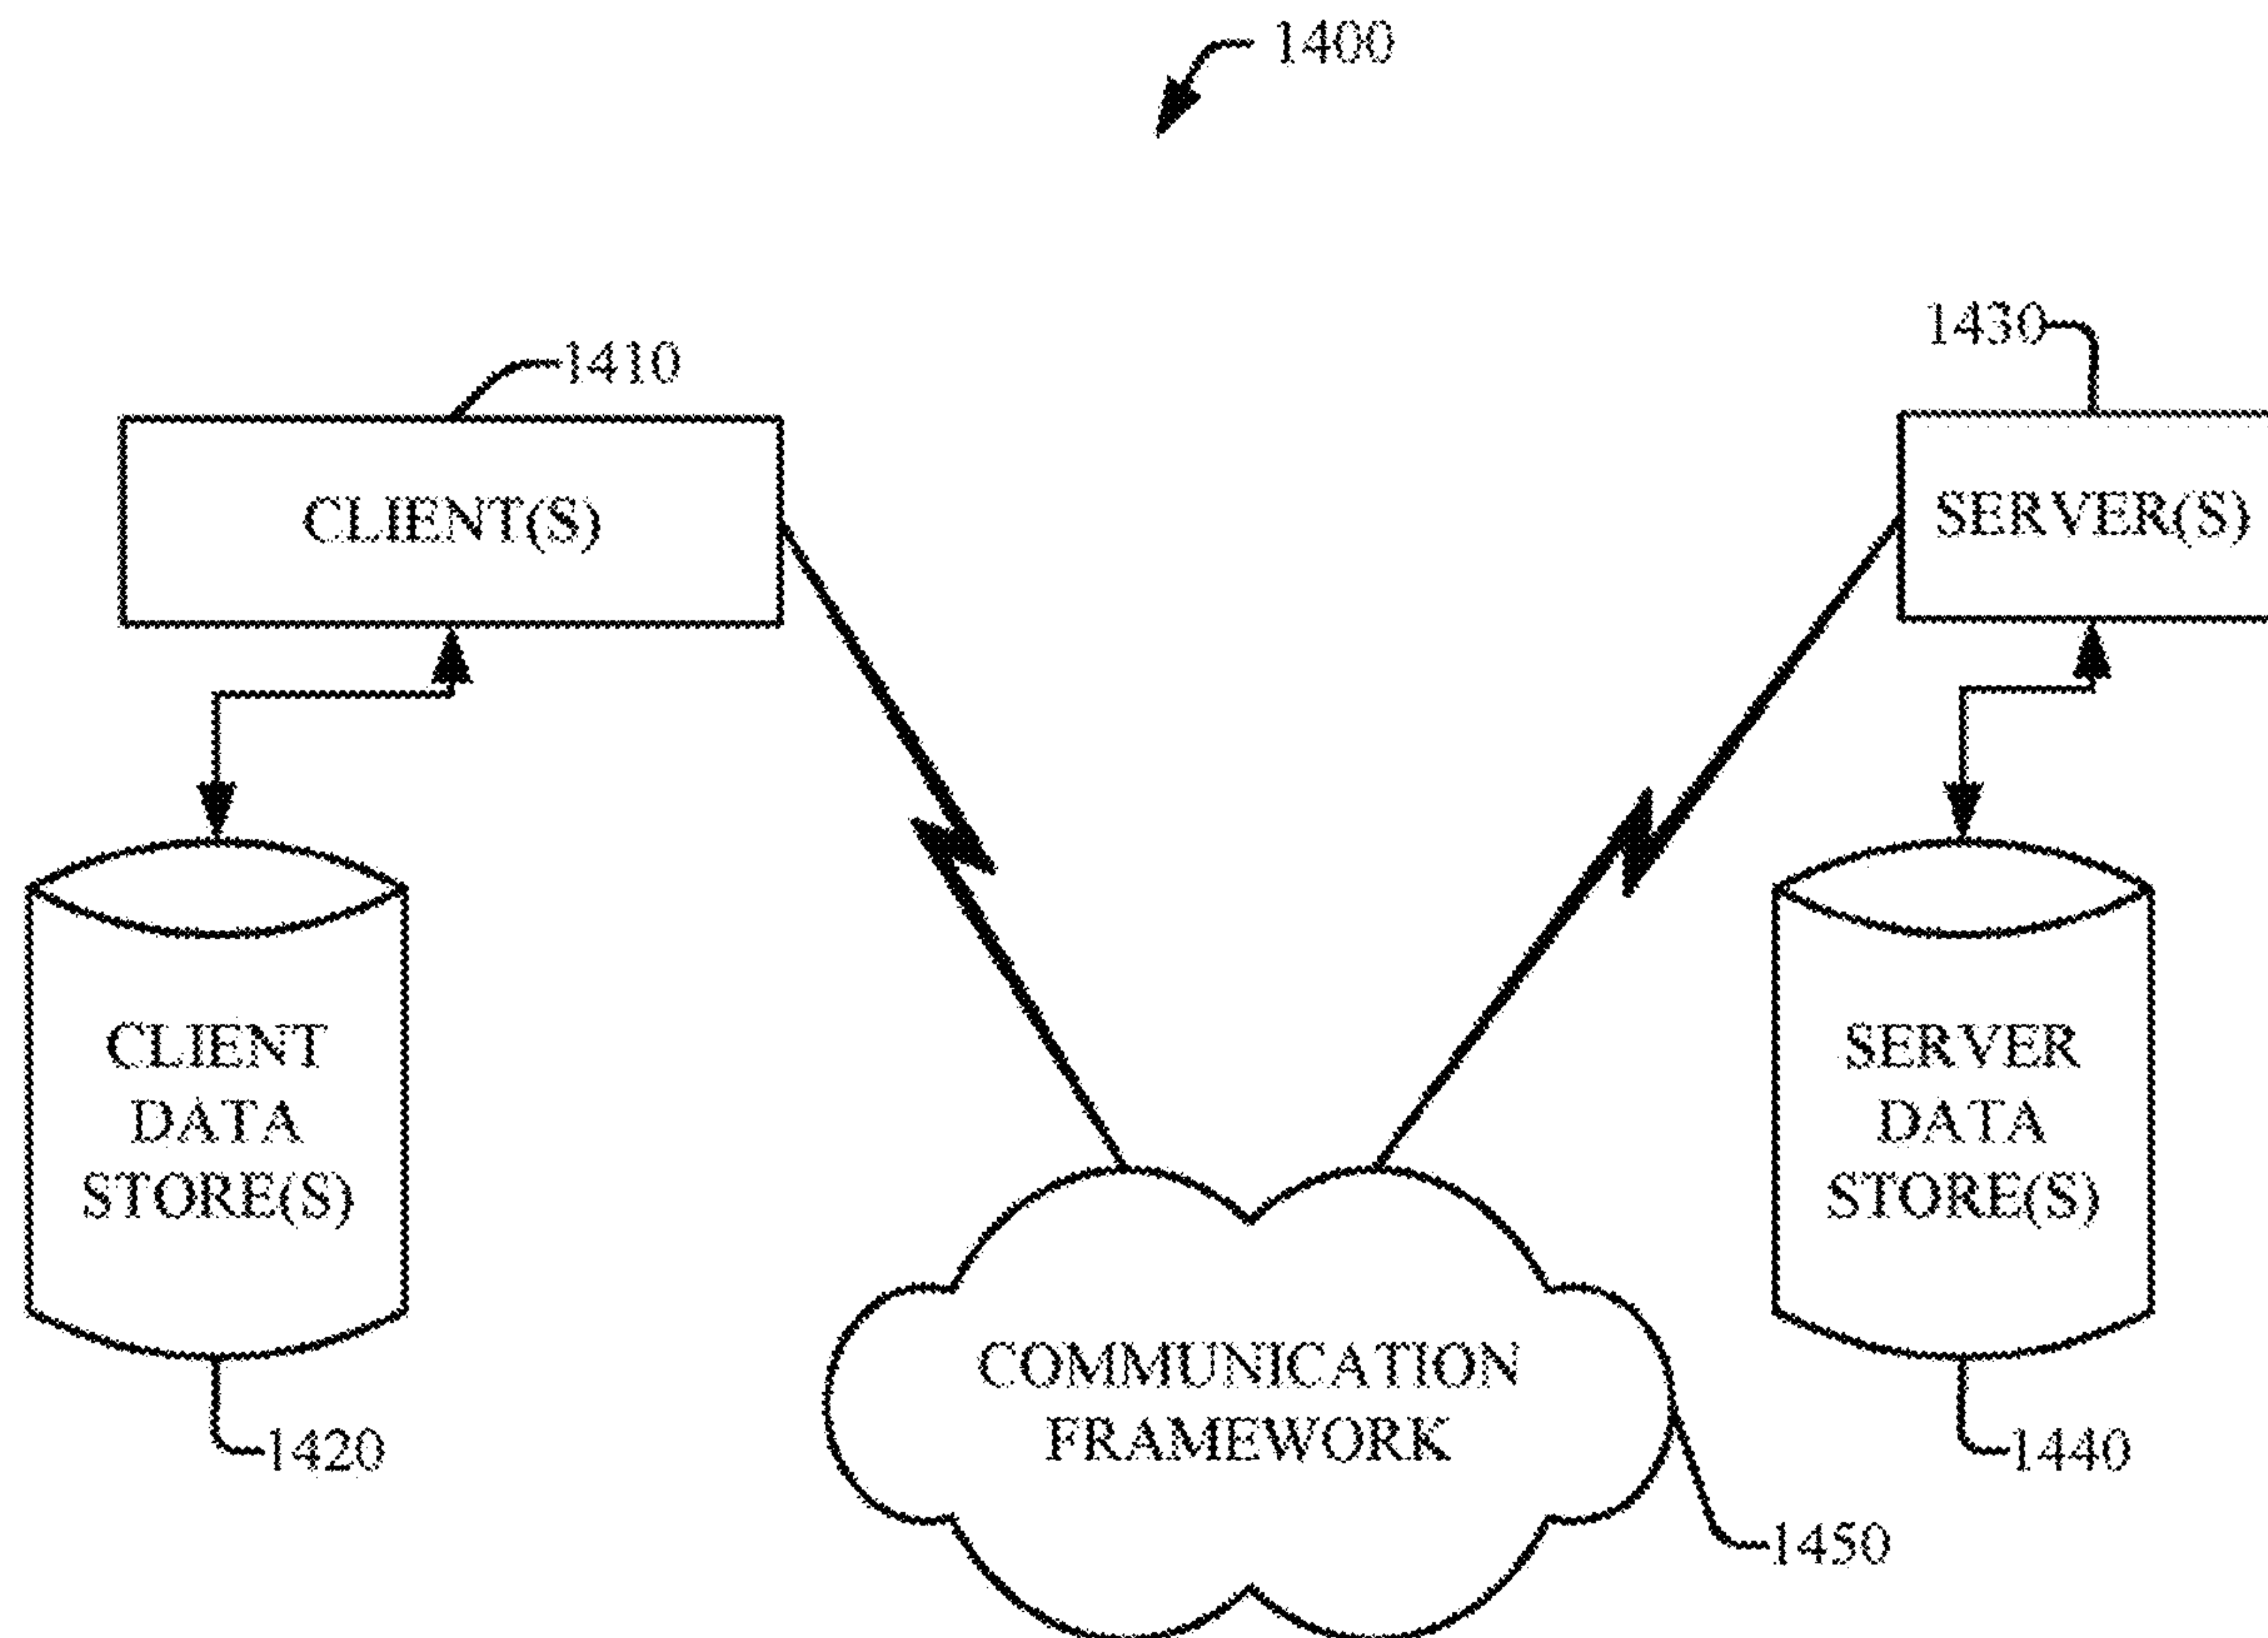 1400
1410
1430
CLIENT(S)
SERVER(S)
CLIENT
DATA
STORE(S)
SERVER
DATA
STORE(S)
COMMUNICATION
FRAMEWORK
1420
1440
1450